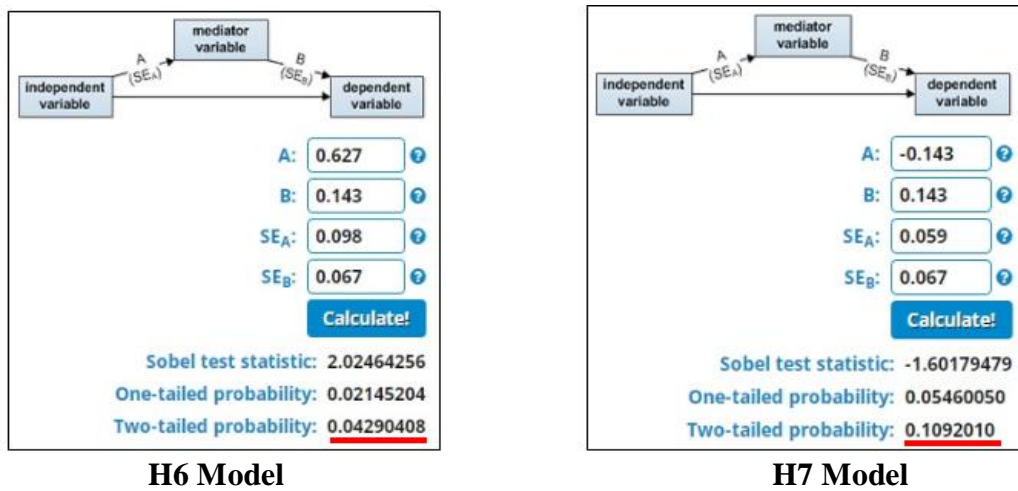 mediator
variable
A
(SEA)
B
(SEB)
independent
variable
dependent
variable
A: 0.627
B: 0.143
SEA: 0.098
SEB: 0.067
Calculate!
Sobel test statistic: 2.02464256
One-tailed probability: 0.02145204
Two-tailed probability: 0.04290408
H6 Model
mediator
variable
A
(SEA)
B
(SEB)
independent
variable
dependent
variable
A: -0.143
B: 0.143
SEA: 0.059
SEB: 0.067
Calculate!
Sobel test statistic: -1.60179479
One-tailed probability: 0.05460050
Two-tailed probability: 0.1092010
H7 Model